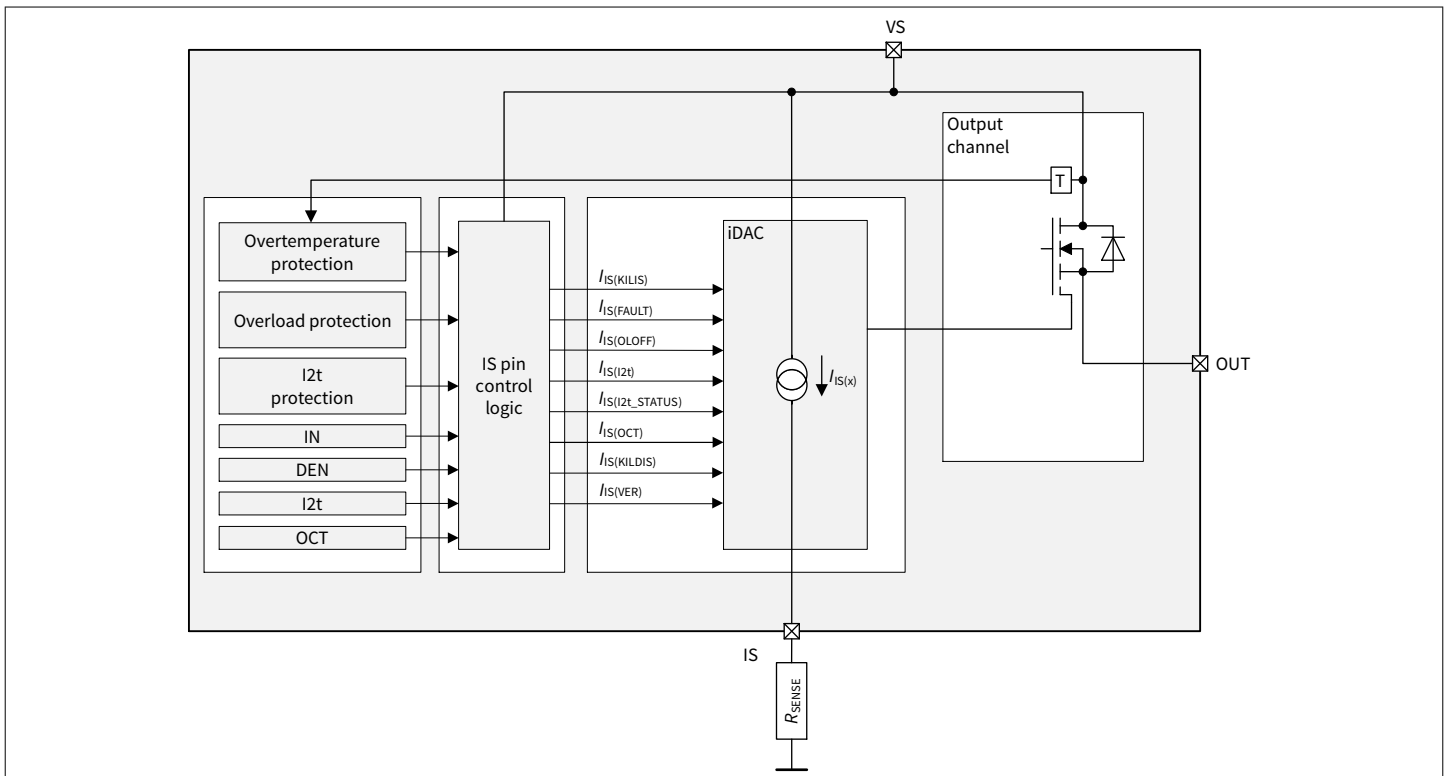 VS
Output
channel
T
Overtemperature
protection
Overload protection
I2t
protection
IN
DEN
I2t
OCT
IS pin
control
logic
IIS(KILIS)
IIS(FAULT)
IIS(OLOFF)
IIS(I2t)
IIS(I2t_STATUS)
IIS(OCT)
IIS(KILDIS)
IIS(VER)
iDAC
IIS(x)
OUT
IS
RSENSE